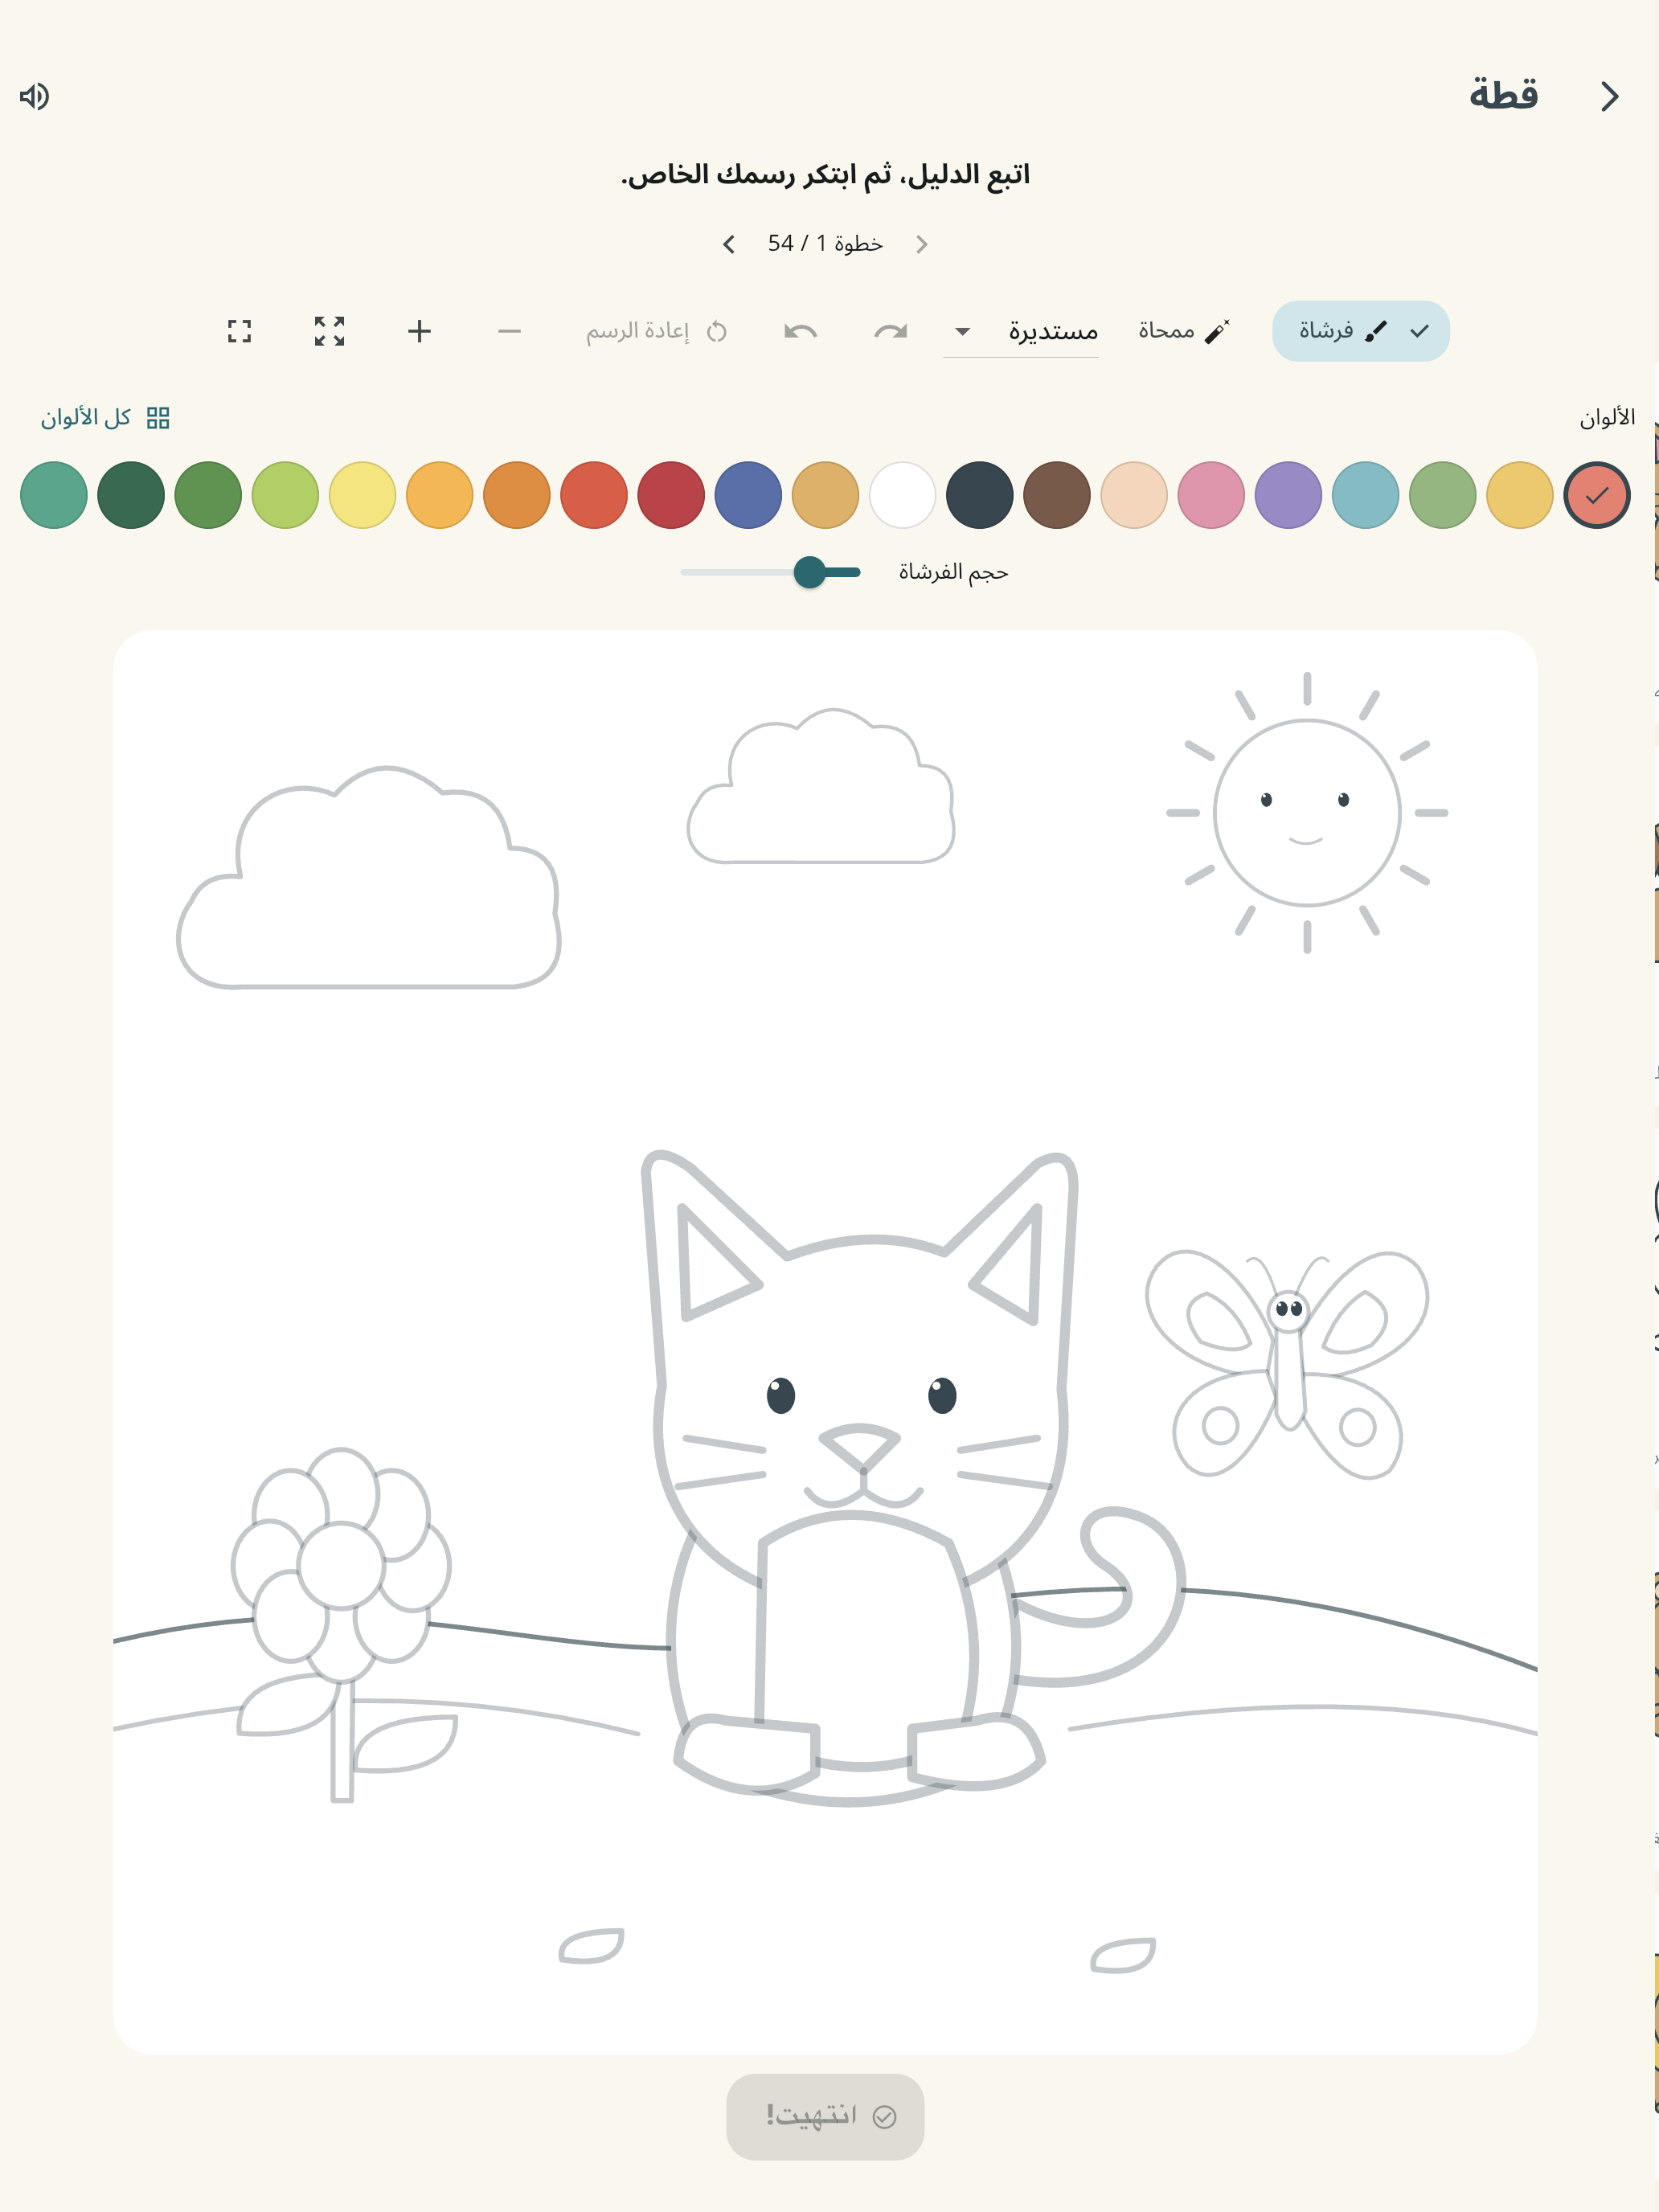 قطة
اتبع الدليل، ثم ابتكر رسمك الخاص.
خطوة 1 / 54
فرشاة ممحاة مستديرة إعادة الرسم
الألوان كل الألوان
حجم الفرشاة
انتهيت!